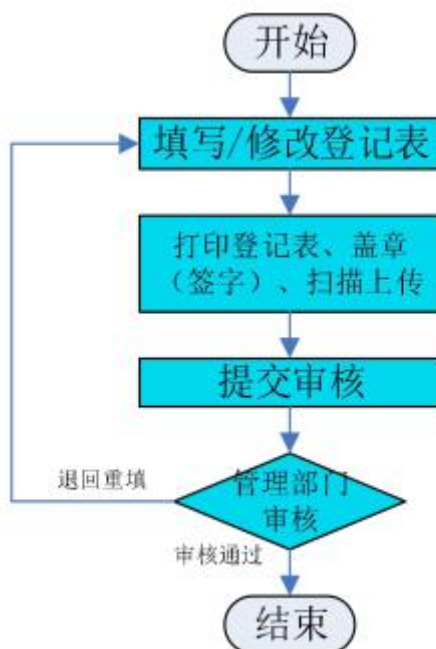 开始
填写/修改登记表
打印登记表、盖章
（签字）、扫描上传
提交审核
管理部门
审核
退回重填
审核通过
结束